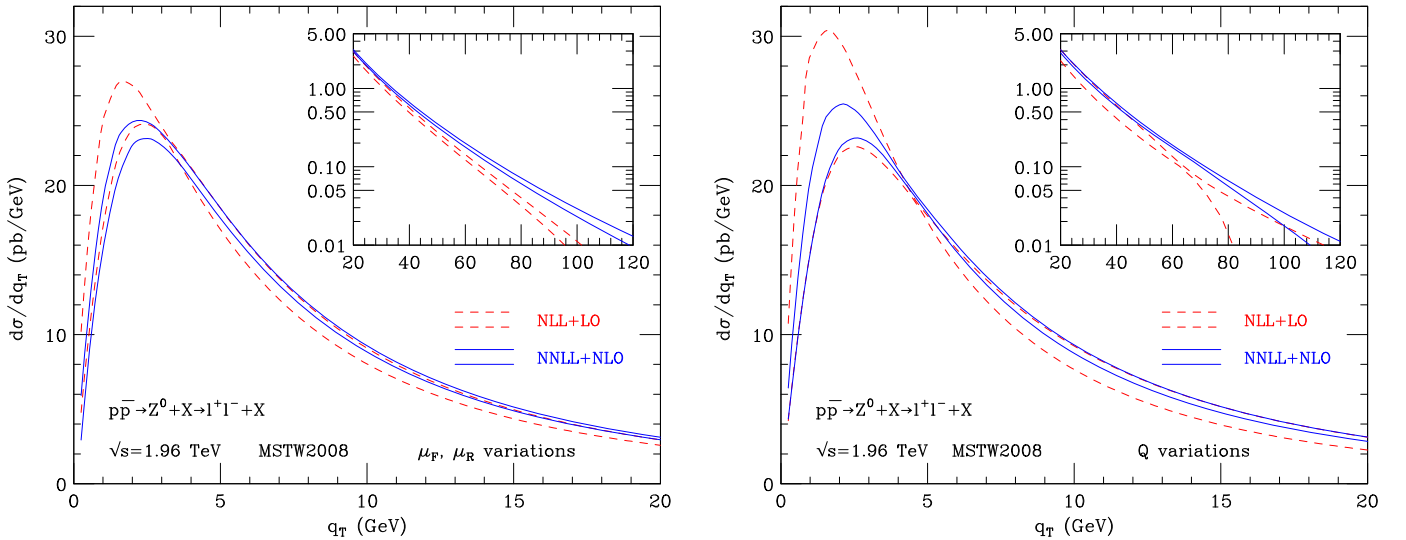 30
20
10
0
dσ/dq_T (pb/GeV)
0 5 10 15 20
q_T (GeV)
5.00
1.00
0.50
0.10
0.05
0.01
20 40 60 80 100 120
NLL+LO
NNLL+NLO
pp̅→Z⁰+X→l⁺l⁻+X
√s=1.96 TeV MSTW2008 μ_F, μ_R variations
30
20
10
0
dσ/dq_T (pb/GeV)
0 5 10 15 20
q_T (GeV)
5.00
1.00
0.50
0.10
0.05
0.01
20 40 60 80 100 120
NLL+LO
NNLL+NLO
pp̅→Z⁰+X→l⁺l⁻+X
√s=1.96 TeV MSTW2008 Q variations